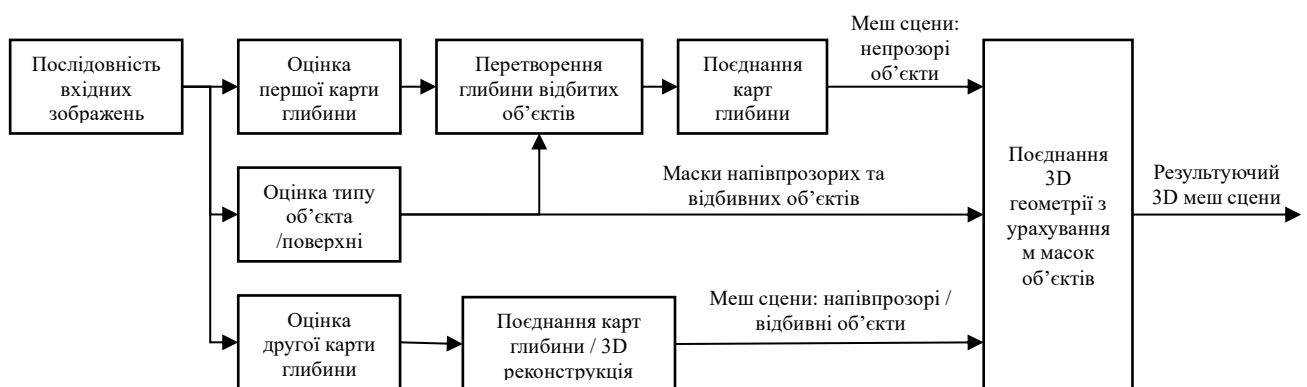 Послідовність
вхідних
зображень
Оцінка
першої карти
глибини
Перетворення
глибини відбитих
об’єктів
Поєднання
карт
глибини
Меш сцени:
непрозорі
об’єкти
Оцінка типу
об’єкта
/поверхні
Маски напівпрозорих та
відбивних об’єктів
Оцінка
другої карти
глибини
Поєднання карт
глибини / 3D
реконструкція
Меш сцени: напівпрозорі /
відбивні об’єкти
Поєднання
3D
геометрії з
урахування
м масок
об’єктів
Результуючий
3D меш сцени